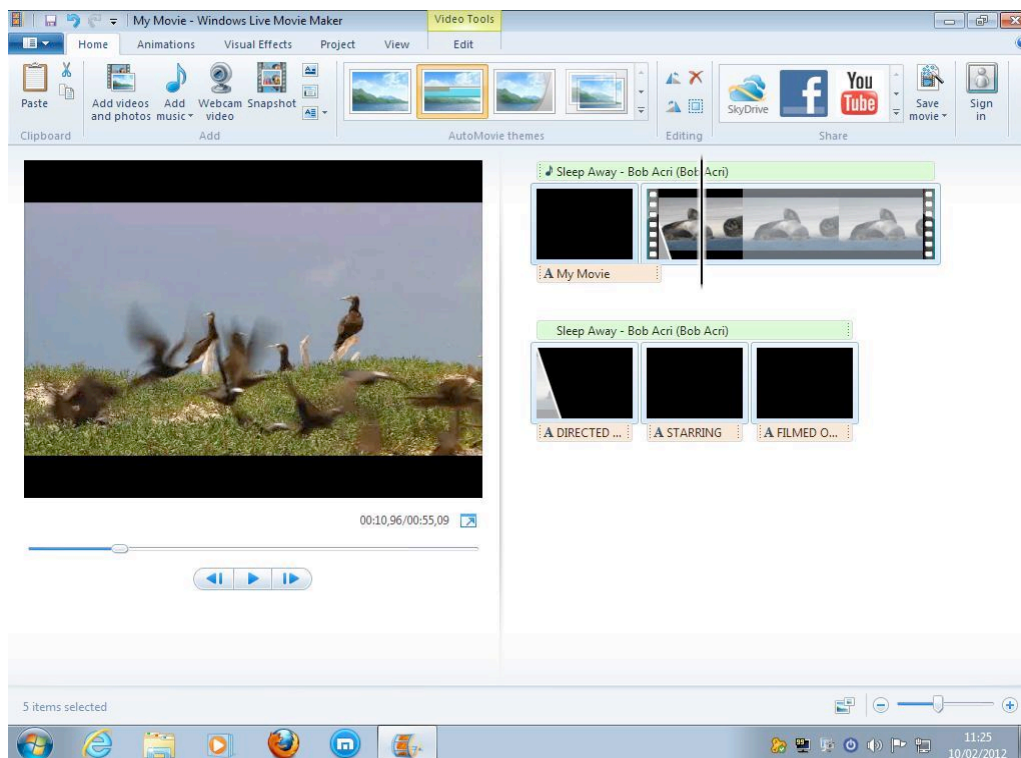 My Movie - Windows Live Movie Maker
Video Tools
Home
Animations
Visual Effects
Project
View
Edit
Paste
Add videos
and photos
Add
music
Webcam
video
Snapshot
SkyDrive
f
You
Tube
Save
movie
Sign
in
Clipboard
Add
AutoMovie themes
Editing
Share
Sleep Away - Bob Acri (Bob Acri)
A My Movie
00:10,96/00:55,09
Sleep Away - Bob Acri (Bob Acri)
A DIRECTED ...
A STARRING
A FILMED O...
5 items selected
11:25
10/02/2012